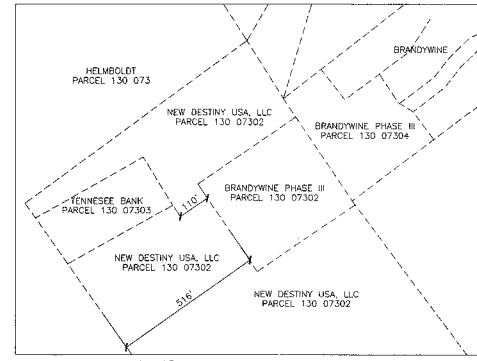 HELMBOLDT
PARCEL 130 073
BRANDYWINE
NEW DESTINY USA, LLC
PARCEL 130 07302
BRANDYWINE PHASE III
PARCEL 130 07304
TENNESEE BANK
PARCEL 130 07303
110'
BRANDYWINE PHASE III
PARCEL 130 07302
NEW DESTINY USA, LLC
PARCEL 130 07302
516'
NEW DESTINY USA, LLC
PARCEL 130 07302